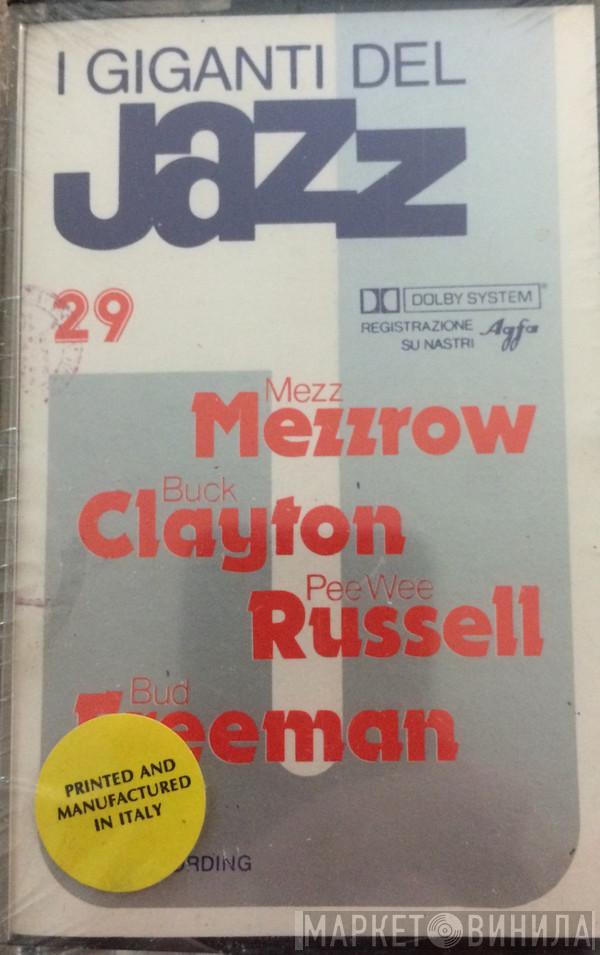 I GIGANTI DEL
Jazz
29
DOLBY SYSTEM
REGISTRAZIONE
SU NASTRI Agfa
Mezz
Mezzrow
Buck
Clayton
Pee Wee
Russell
Bud
Freeman
PRINTED AND
MANUFACTURED
IN ITALY
МАРКЕТ ВИНИЛА